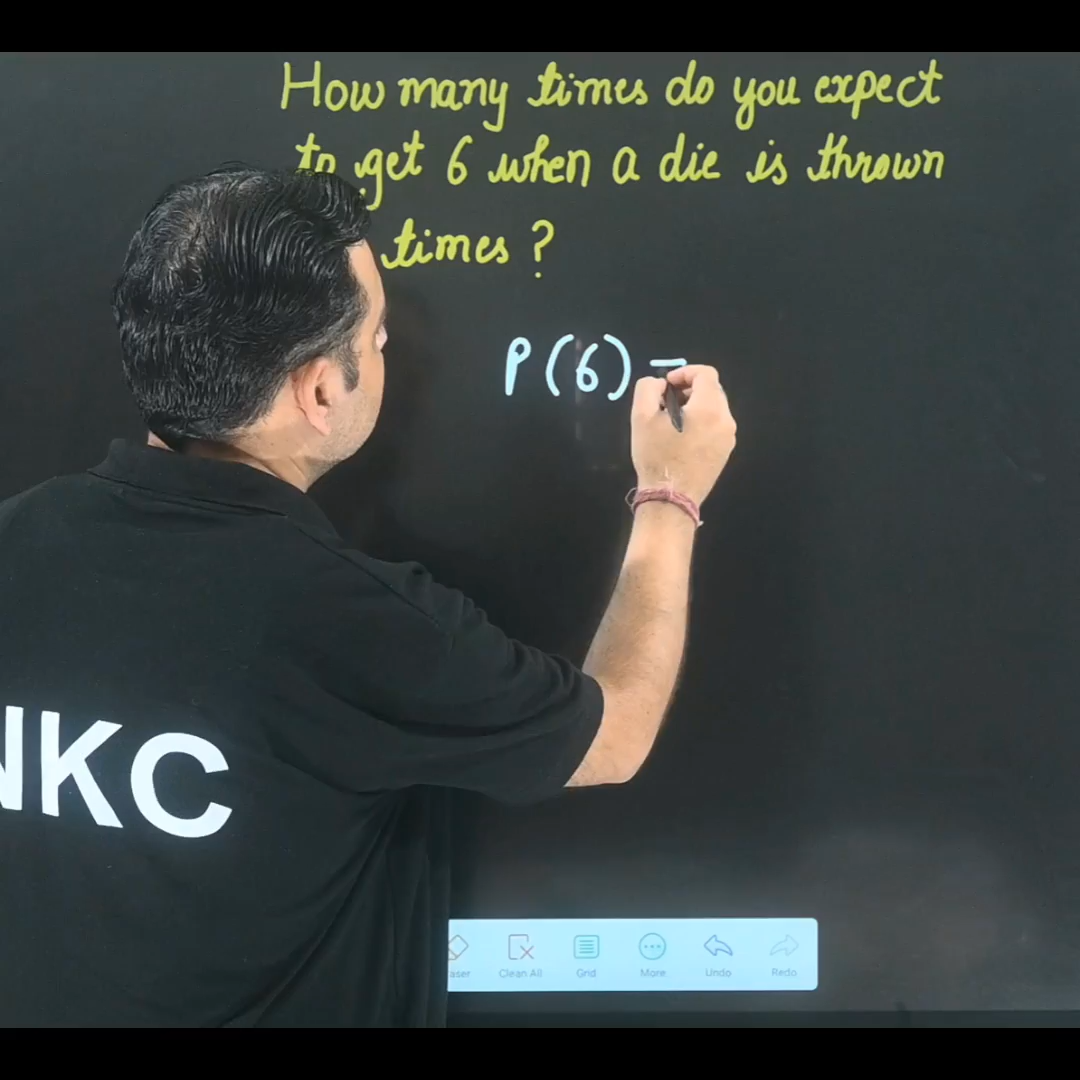 How many times do you expect
to get 6 when a die is thrown
times ?
P(6) =
NKC
Clean All Grid More Undo Redo